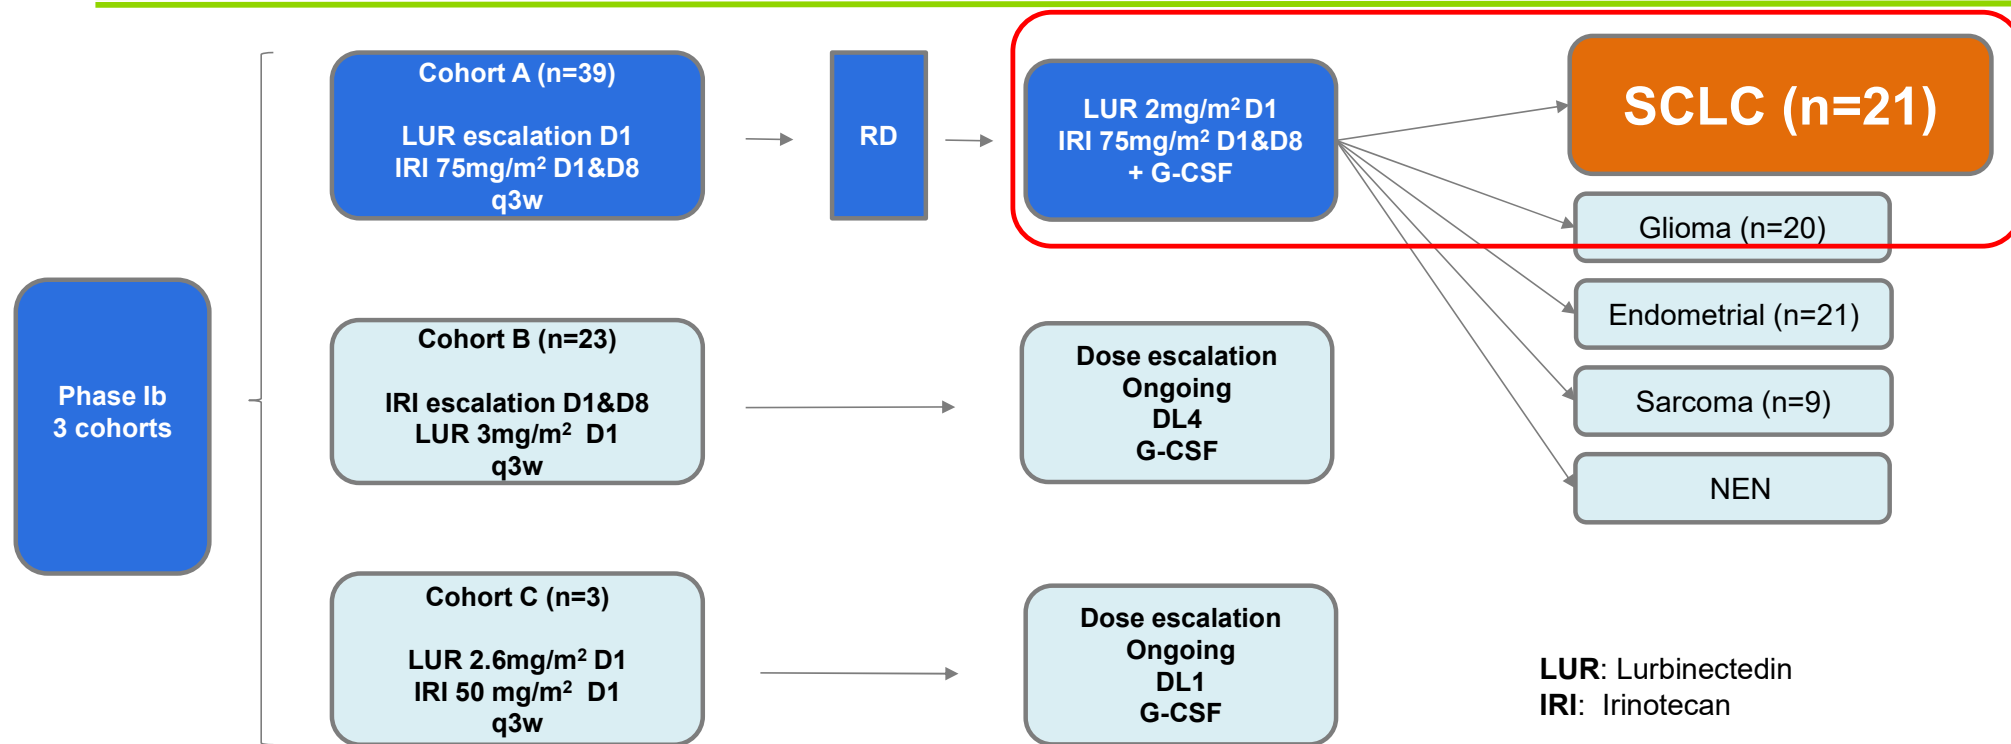 Phase Ib
3 cohorts
Cohort A (n=39)
LUR escalation D1
IRI 75mg/m² D1&D8
q3w
RD
LUR 2mg/m² D1
IRI 75mg/m² D1&D8
+ G-CSF
SCLC (n=21)
Glioma (n=20)
Endometrial (n=21)
Sarcoma (n=9)
NEN
Cohort B (n=23)
IRI escalation D1&D8
LUR 3mg/m² D1
q3w
Dose escalation
Ongoing
DL4
G-CSF
Cohort C (n=3)
LUR 2.6mg/m² D1
IRI 50 mg/m² D1
q3w
Dose escalation
Ongoing
DL1
G-CSF
LUR: Lurbinectedin
IRI: Irinotecan